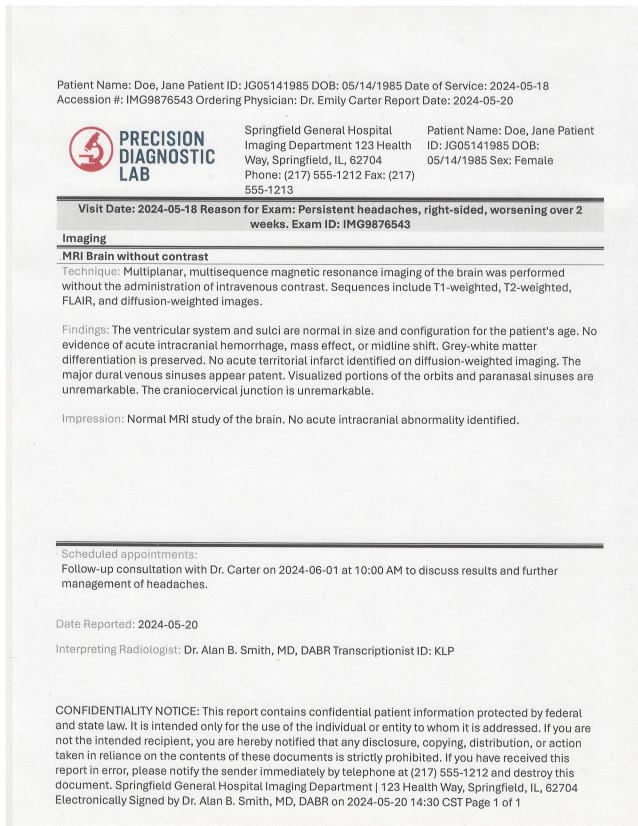 Patient Name: Doe, Jane Patient ID: JG05141985 DOB: 05/14/1985 Date of Service: 2024-05-18
Accession #: IMG9876543 Ordering Physician: Dr. Emily Carter Report Date: 2024-05-20
PRECISION
DIAGNOSTIC
LAB
Springfield General Hospital
Imaging Department 123 Health
Way, Springfield, IL, 62704
Phone: (217) 555-1212 Fax: (217)
555-1213
Patient Name: Doe, Jane Patient
ID: JG05141985 DOB:
05/14/1985 Sex: Female
Visit Date: 2024-05-18 Reason for Exam: Persistent headaches, right-sided, worsening over 2
weeks. Exam ID: IMG9876543
Imaging
MRI Brain without contrast
Technique: Multiplanar, multisequence magnetic resonance imaging of the brain was performed
without the administration of intravenous contrast. Sequences include T1-weighted, T2-weighted,
FLAIR, and diffusion-weighted images.
Findings: The ventricular system and sulci are normal in size and configuration for the patient's age. No
evidence of acute intracranial hemorrhage, mass effect, or midline shift. Grey-white matter
differentiation is preserved. No acute territorial infarct identified on diffusion-weighted imaging. The
major dural venous sinuses appear patent. Visualized portions of the orbits and paranasal sinuses are
unremarkable. The craniocervical junction is unremarkable.
Impression: Normal MRI study of the brain. No acute intracranial abnormality identified.
Scheduled appointments:
Follow-up consultation with Dr. Carter on 2024-06-01 at 10:00 AM to discuss results and further
management of headaches.
Date Reported: 2024-05-20
Interpreting Radiologist: Dr. Alan B. Smith, MD, DABR Transcriptionist ID: KLP
CONFIDENTIALITY NOTICE: This report contains confidential patient information protected by federal
and state law. It is intended only for the use of the individual or entity to whom it is addressed. If you are
not the intended recipient, you are hereby notified that any disclosure, copying, distribution, or action
taken in reliance on the contents of these documents is strictly prohibited. If you have received this
report in error, please notify the sender immediately by telephone at (217) 555-1212 and destroy this
document. Springfield General Hospital Imaging Department | 123 Health Way, Springfield, IL, 62704
Electronically Signed by Dr. Alan B. Smith, MD, DABR on 2024-05-20 14:30 CST Page 1 of 1